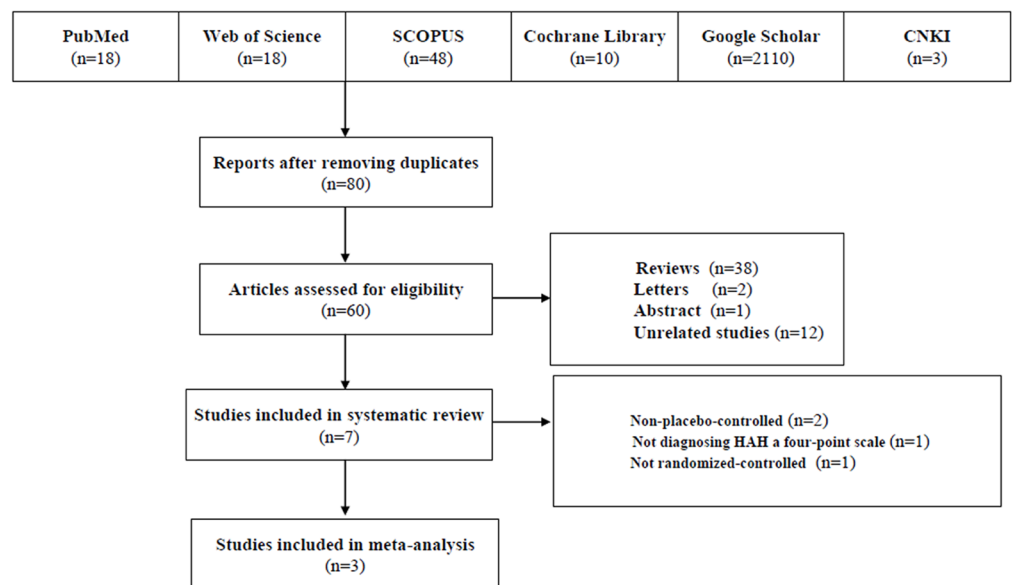 PubMed
(n=18)
Web of Science
(n=18)
SCOPUS
(n=48)
Cochrane Library
(n=10)
Google Scholar
(n=2110)
CNKI
(n=3)
Reports after removing duplicates
(n=80)
Articles assessed for eligibility
(n=60)
Reviews (n=38)
Letters (n=2)
Abstract (n=1)
Unrelated studies (n=12)
Studies included in systematic review
(n=7)
Non-placebo-controlled (n=2)
Not diagnosing HAH a four-point scale (n=1)
Not randomized-controlled (n=1)
Studies included in meta-analysis
(n=3)